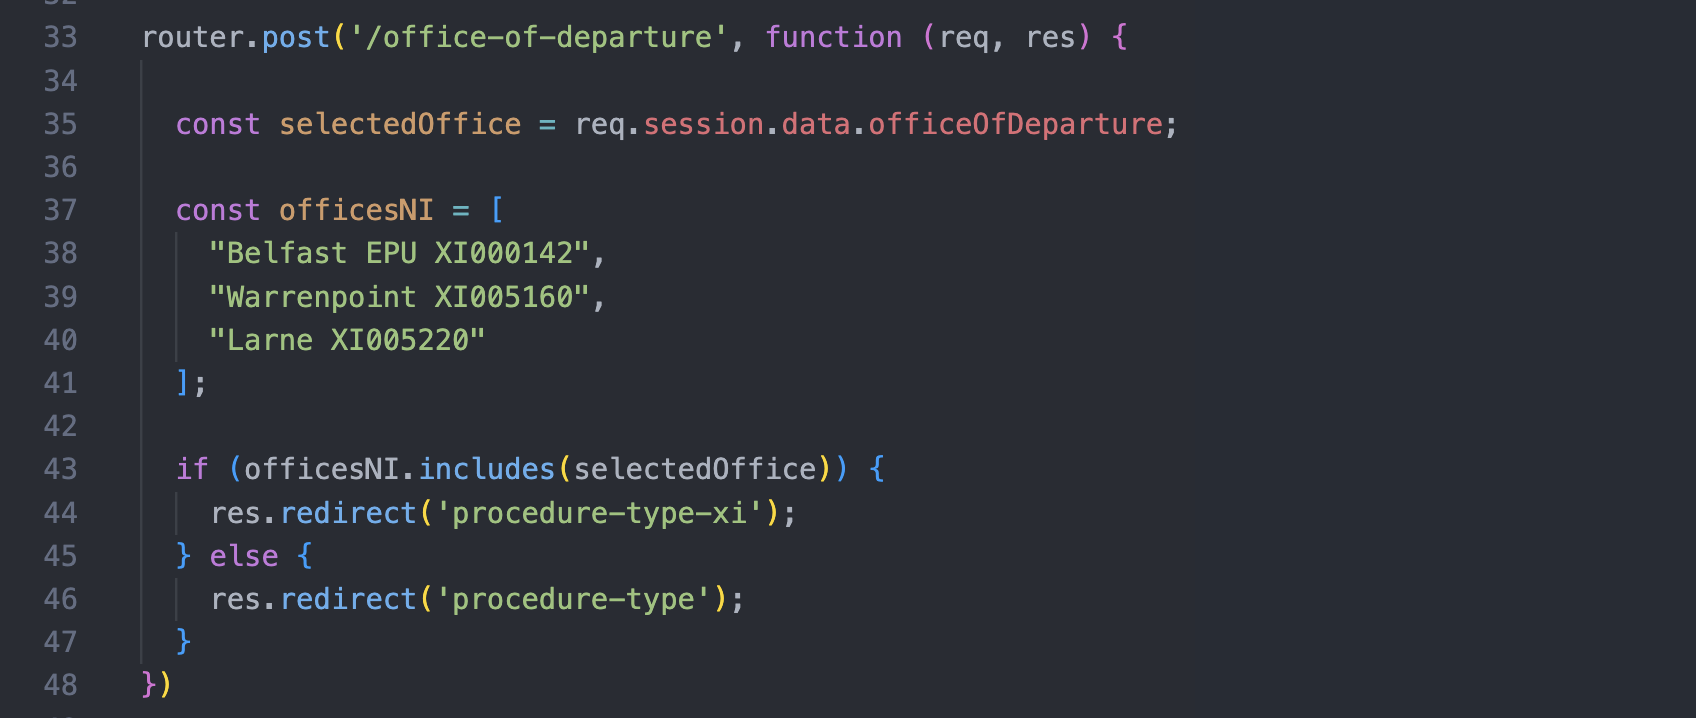 33 router.post('/office-of-departure', function (req, res) {
34
35 const selectedOffice = req.session.data.officeOfDeparture;
36
37 const officesNI = [
38 "Belfast EPU XI000142",
39 "Warrenpoint XI005160",
40 "Larne XI005220"
41 ];
42
43 if (officesNI.includes(selectedOffice)) {
44 res.redirect('procedure-type-xi');
45 } else {
46 res.redirect('procedure-type');
47 }
48 })